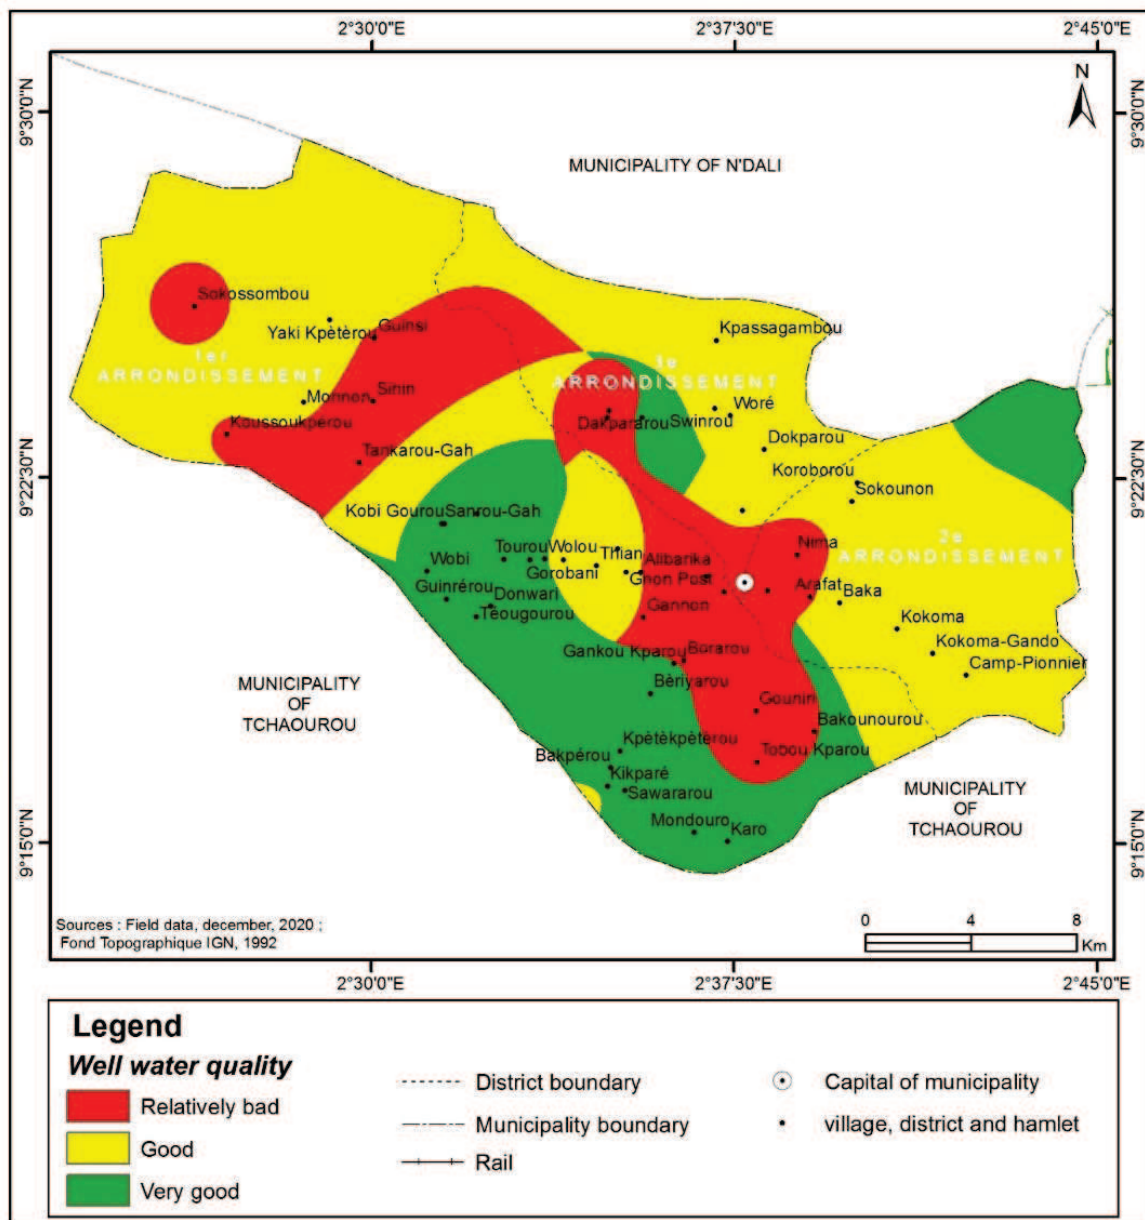 2°30'0"E
2°37'30"E
2°45'0"E
9°30'0"N
9°30'0"N
N
MUNICIPALITY OF N'DALI
Sokossombou
Yaki Kpètèrou
Guinsi
Kpassagambou
1er
ARRONDISSEMENT
3e
ARRONDISSEMENT
Monnon
Sinin
Koussoukpérou
Dakpararou
Swinrou
Woré
Tankarou-Gah
Dokparou
9°22'30"N
9°22'30"N
Koroborou
Sokounon
Kobi Gourou
Sanrou-Gah
Nima
2e
ARRONDISSEMENT
Wobi
Tourou
Wolou
Thian
Alibarika
Gorobani
Gnon Post
Guinrérou
Donwari
Arafat
Baka
Téougourou
Gannon
Kokoma
Gankou Kparou
Borarou
Kokoma-Gando
Camp-Pionnier
MUNICIPALITY
OF
TCHAOUROU
Bèriyarou
Gounin
Bakounourou
Kpètèkpètèrou
Bakpérou
Tobou Kparou
Kikparé
Sawararou
MUNICIPALITY
OF
TCHAOUROU
Mondouro
Karo
9°15'0"N
9°15'0"N
Sources : Field data, december, 2020 ;
Fond Topographique IGN, 1992
0 4 8
Km
2°30'0"E
2°37'30"E
2°45'0"E
Legend
Well water quality
Relatively bad
Good
Very good
District boundary
Municipality boundary
Rail
Capital of municipality
village, district and hamlet